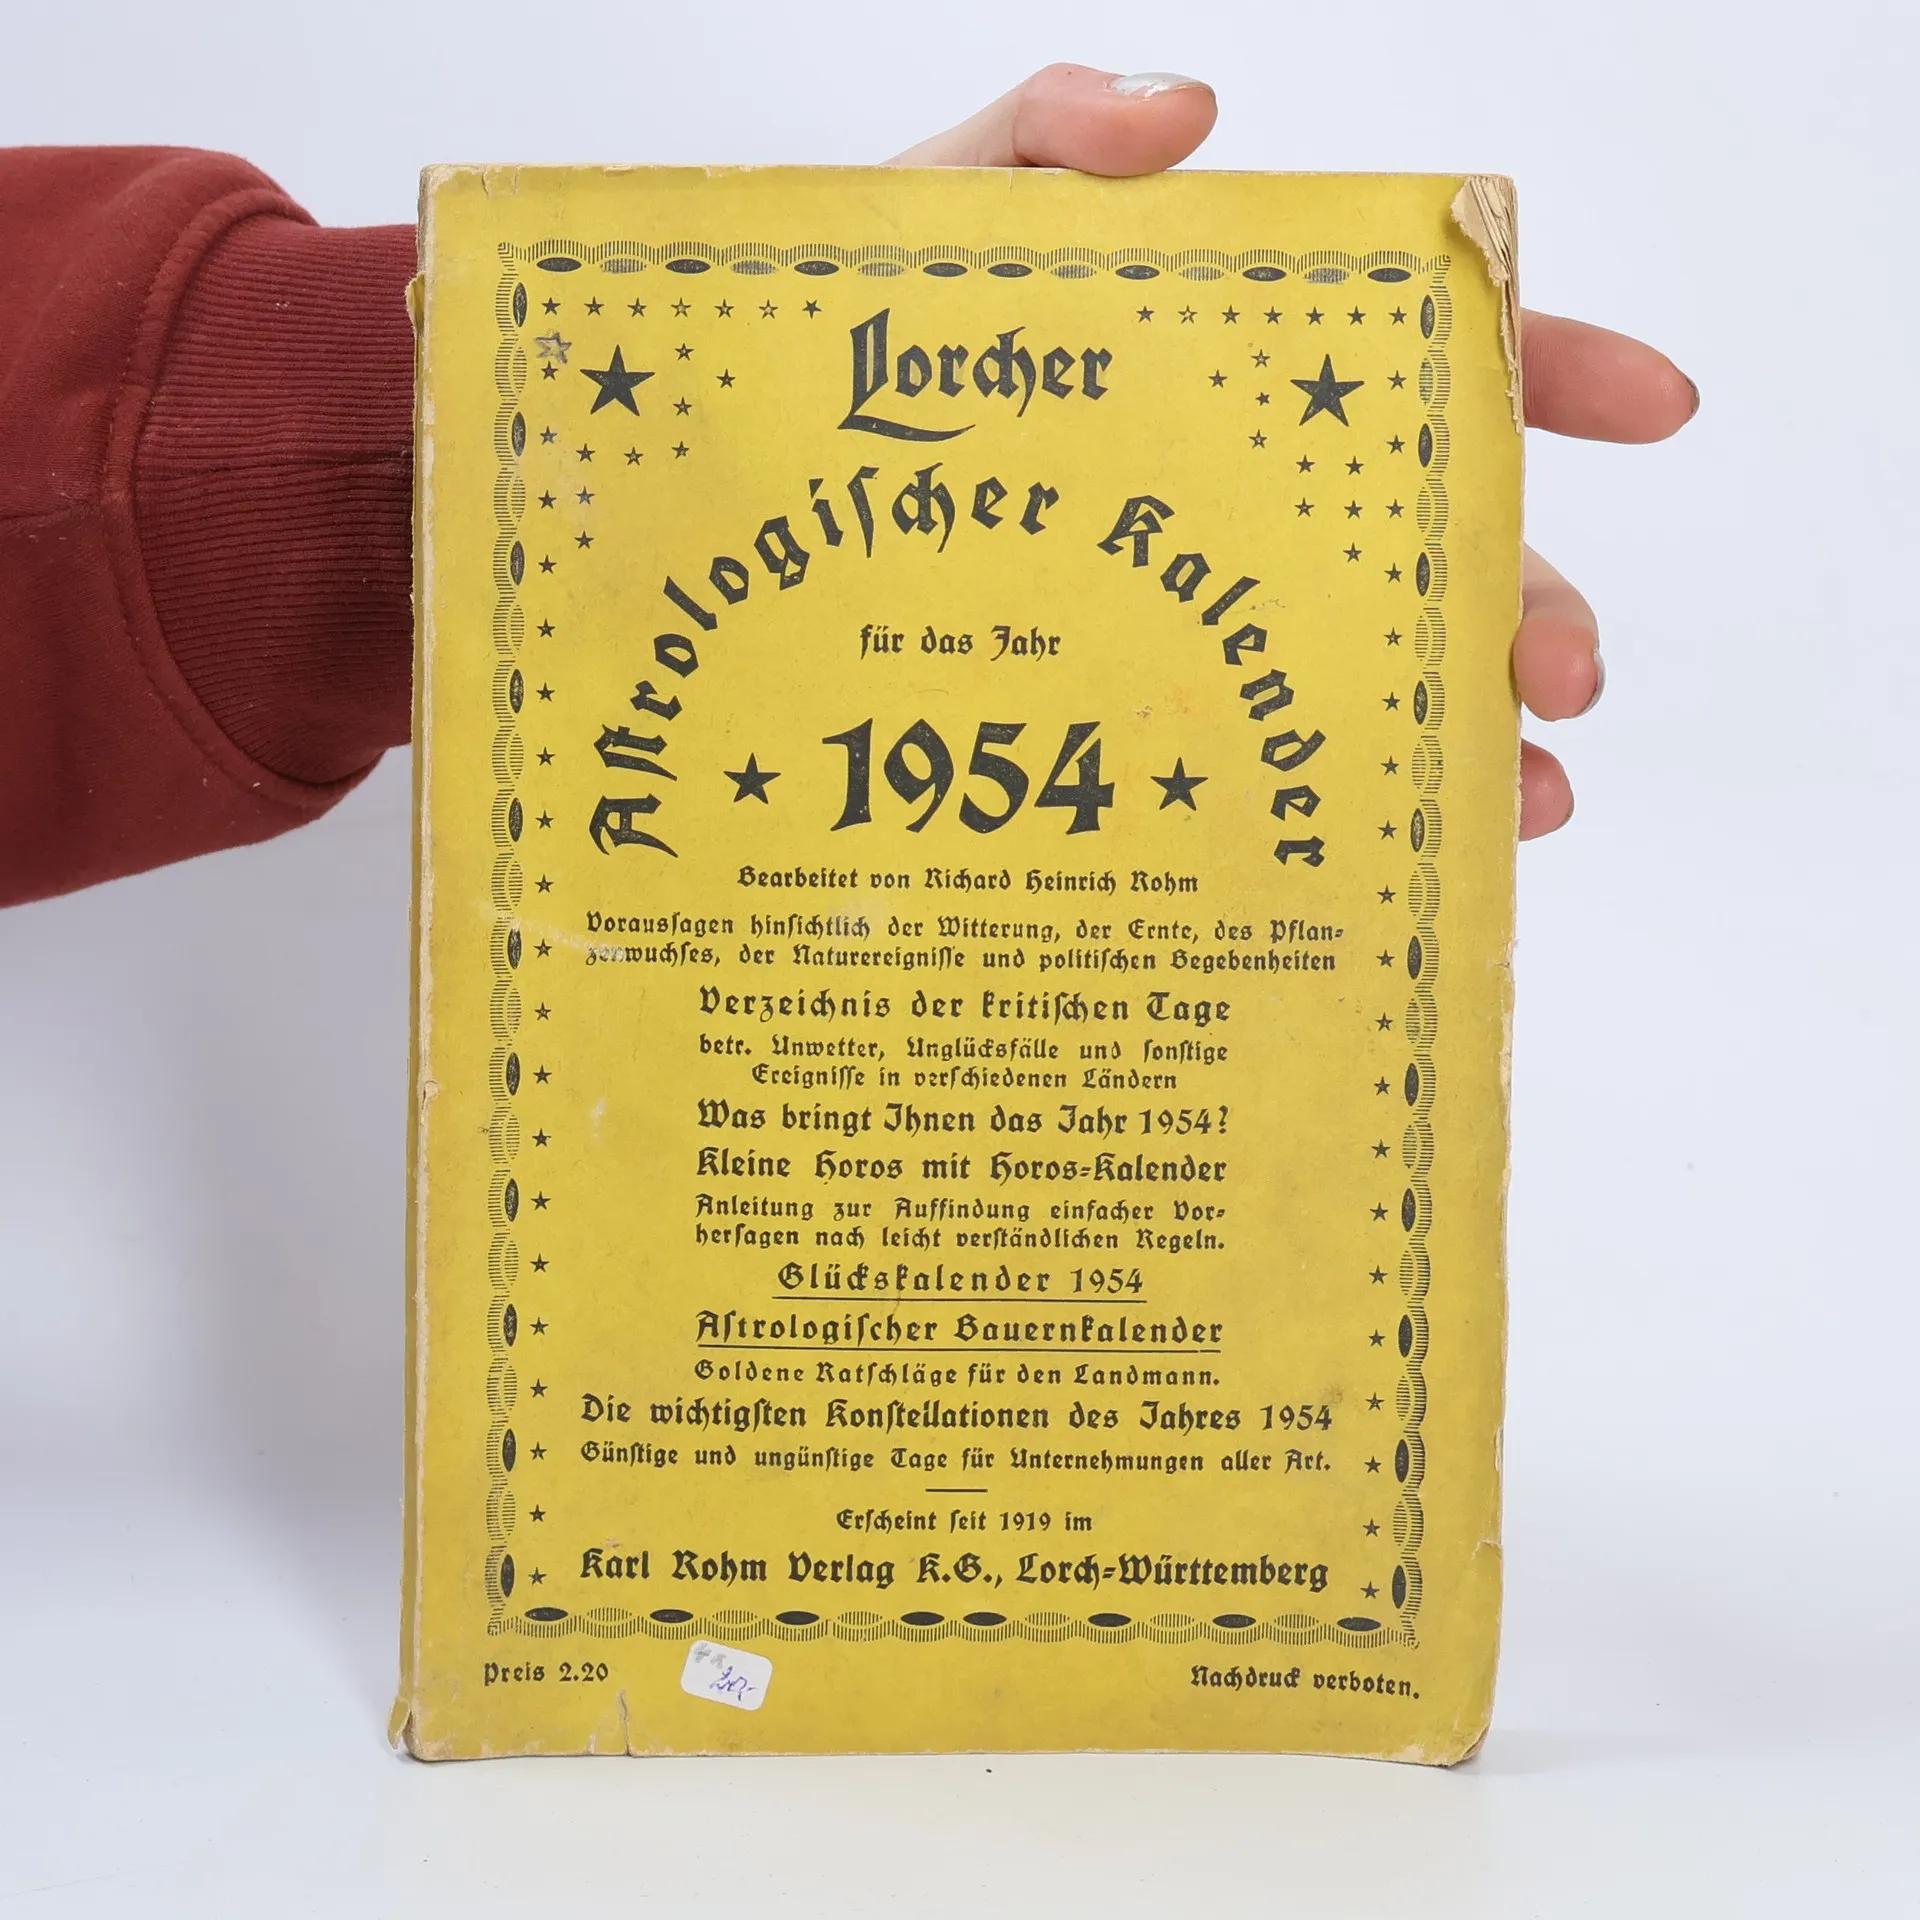 Lorcher
Astrologischer Kalender
für das Jahr
1954
Bearbeitet von Richard Heinrich Rohm
Voraussagen hinsichtlich der Witterung, der Ernte, des Pflan-
zenwuchses, der Naturereignisse und politischen Begebenheiten
Verzeichnis der kritischen Tage
betr. Unwetter, Unglücksfälle und sonstige
Ereignisse in verschiedenen Ländern
Was bringt Ihnen das Jahr 1954?
Kleine Horos mit Horos-Kalender
Anleitung zur Auffindung einfacher Vor-
hersagen nach leicht verständlichen Regeln.
Glückskalender 1954
Astrologischer Bauernkalender
Goldene Ratschläge für den Landmann.
Die wichtigsten Konstellationen des Jahres 1954
Günstige und ungünstige Tage für Unternehmungen aller Art.
Erscheint seit 1919 im
Karl Rohm Verlag K.G., Lorch-Württemberg
Preis 2.20
Nachdruck verboten.